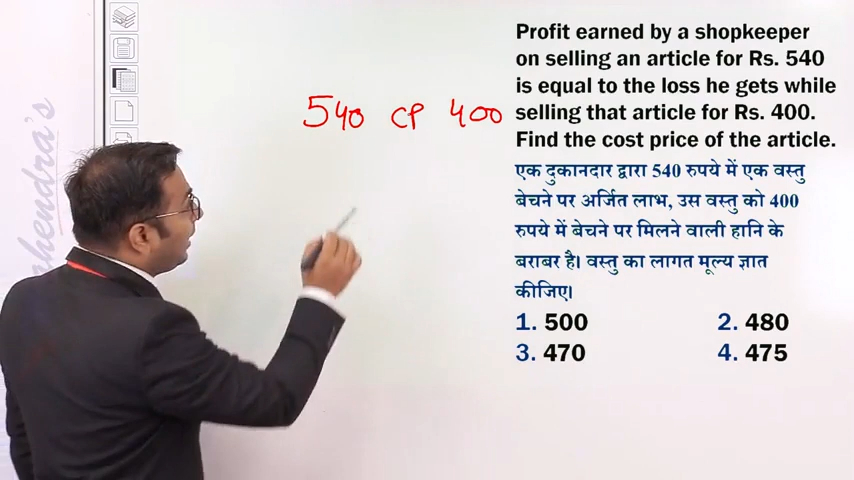 Profit earned by a shopkeeper
on selling an article for Rs. 540
is equal to the loss he gets while
selling that article for Rs. 400.
Find the cost price of the article.
एक दुकानदार द्वारा 540 रुपये में एक वस्तु
बेचने पर अर्जित लाभ, उस वस्तु को 400
रुपये में बेचने पर मिलने वाली हानि के
बराबर है। वस्तु का लागत मूल्य ज्ञात
कीजिए।
1. 500 2. 480
3. 470 4. 475
540 CP 400
hendra's